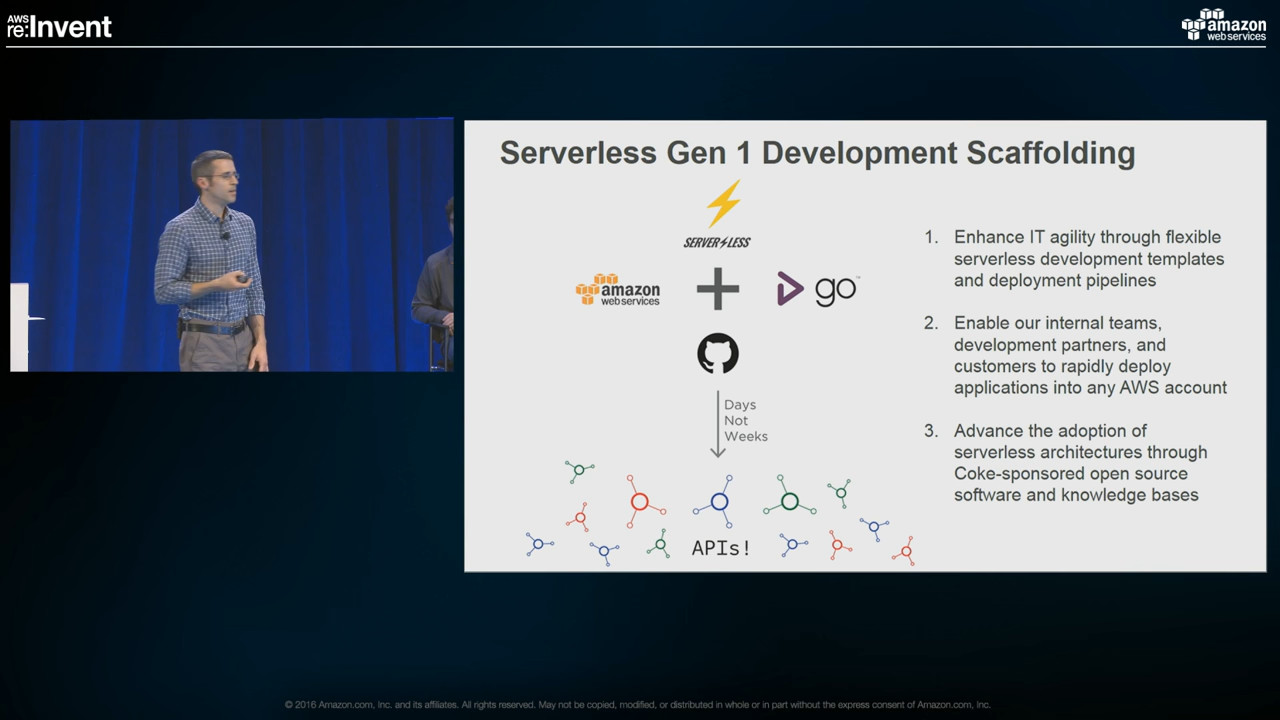 AWS
re:Invent
amazon
web services
Serverless Gen 1 Development Scaffolding
SERVERLESS
amazon
web services
go™
Days
Not
Weeks
APIs!
1. Enhance IT agility through flexible
serverless development templates
and deployment pipelines
2. Enable our internal teams,
development partners, and
customers to rapidly deploy
applications into any AWS account
3. Advance the adoption of
serverless architectures through
Coke-sponsored open source
software and knowledge bases
© 2016 Amazon.com, Inc. and its affiliates. All rights reserved. May not be copied, modified, or distributed in whole or in part without the express consent of Amazon.com, Inc.